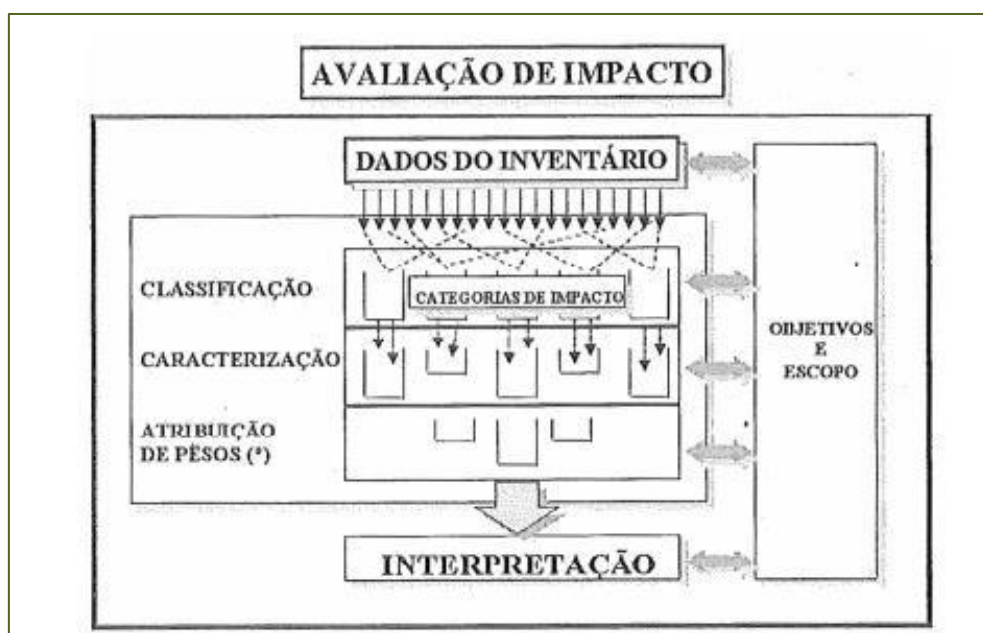 AVALIAÇÃO DE IMPACTO
DADOS DO INVENTÁRIO
CLASSIFICAÇÃO
CATEGORIAS DE IMPACTO
CARACTERIZAÇÃO
ATRIBUIÇÃO
DE PÊSOS (*)
OBJETIVOS
E
ESCOPO
INTERPRETAÇÃO